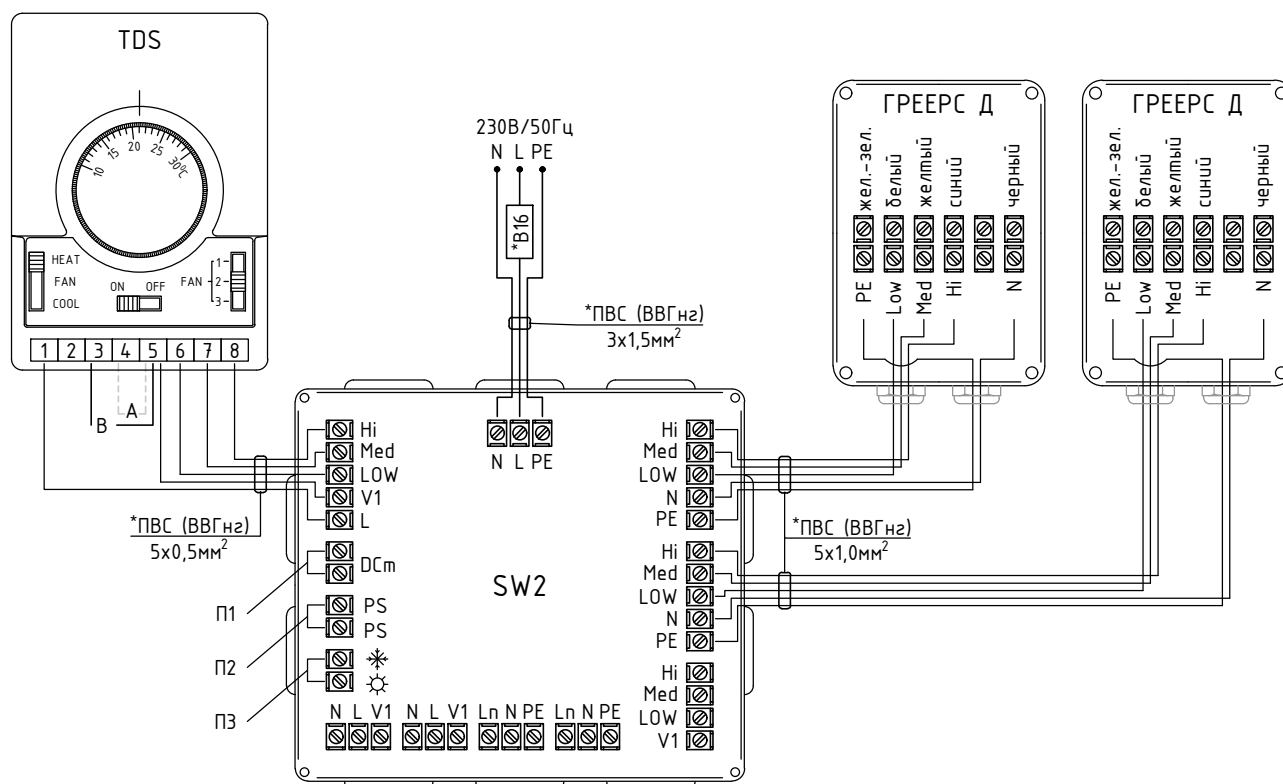 TDS
10 15 20 25 30°C
HEAT
FAN
COOL
ON OFF
FAN
1
2
3
1 2 3 4 5 6 7 8
A
B
230В/50Гц
N L PE
*B16
*ПВС (ВВГнг)
3х1,5мм²
ГРЕЕРС Д
жел.-зел.
белый
желтый
синий
черный
PE
Low
Med
Hi
N
ГРЕЕРС Д
жел.-зел.
белый
желтый
синий
черный
PE
Low
Med
Hi
N
*ПВС (ВВГнг)
5х0,5мм²
*ПВС (ВВГнг)
5х1,0мм²
N L PE
Hi
Med
LOW
V1
L
DCm
PS
PS
П1
П2
П3
SW2
Hi
Med
LOW
N
PE
Hi
Med
LOW
N
PE
Hi
Med
LOW
V1
N L V1 N L V1 Ln N PE Ln N PE